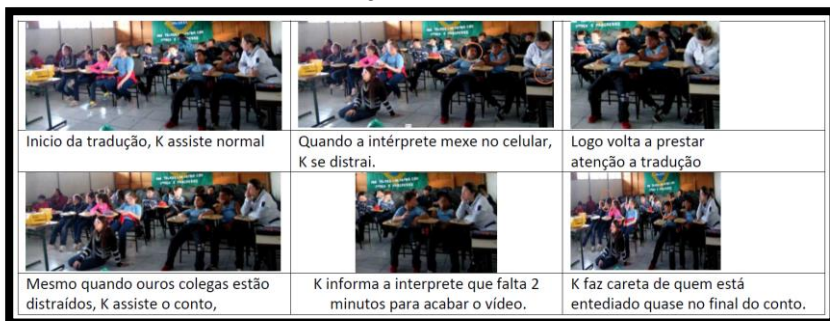 Inicio da tradução, K assiste normal
Quando a intérprete mexe no celular,
K se distrai.
Logo volta a prestar
atenção a tradução
Mesmo quando ouros colegas estão
distraídos, K assiste o conto,
K informa a interprete que falta 2
minutos para acabar o vídeo.
K faz careta de quem está
entediado quase no final do conto.